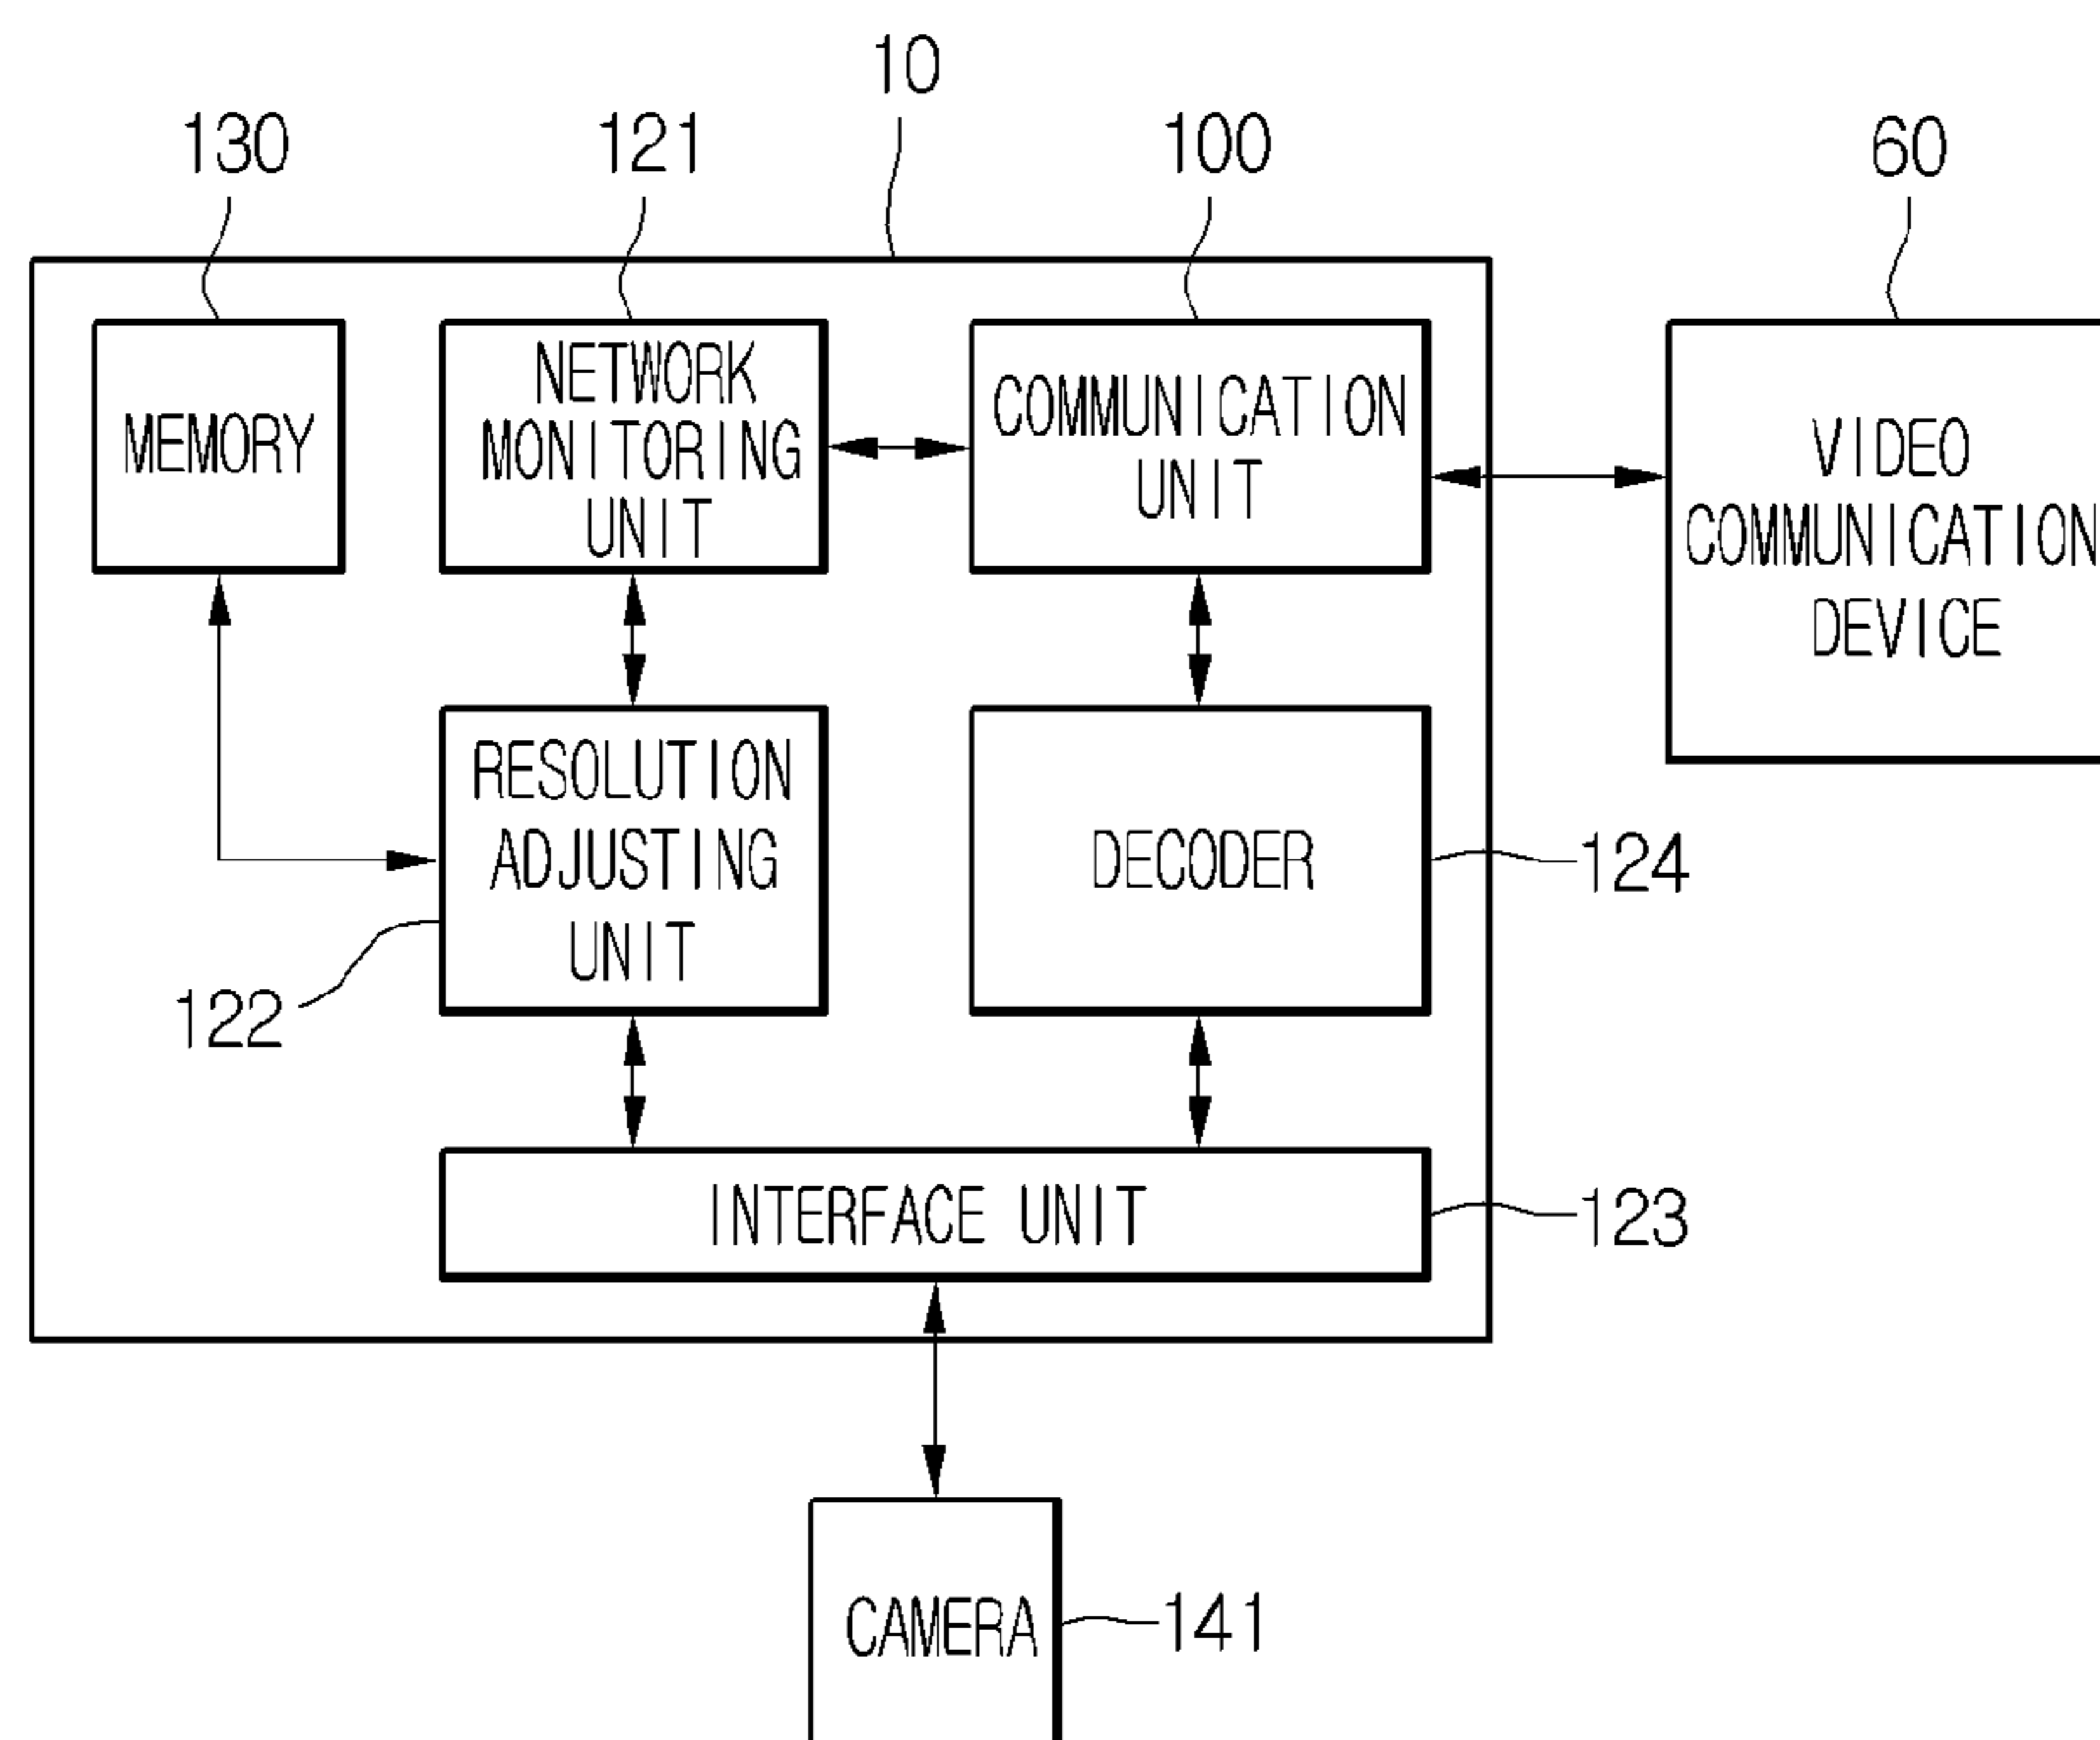 10
130
121
100
60
MEMORY
NETWORK
MONITORING
UNIT
COMMUNICATION
UNIT
VIDEO
COMMUNICATION
DEVICE
RESOLUTION
ADJUSTING
UNIT
DECODER
124
122
INTERFACE UNIT
123
CAMERA
141